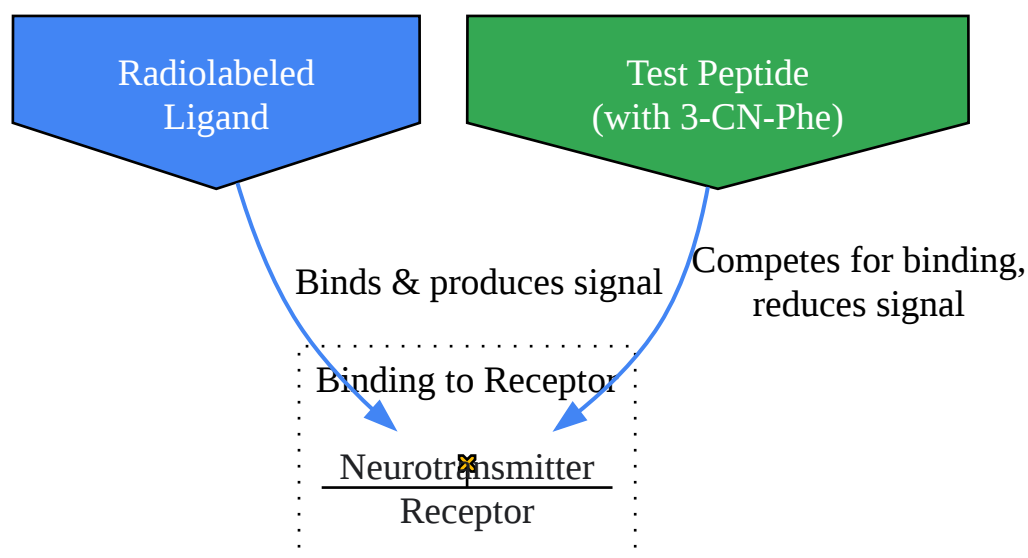 Radiolabeled
Ligand
Test Peptide
(with 3-CN-Phe)
Binds & produces signal
Competes for binding,
reduces signal
Binding to Receptor
Neurotransmitter
Receptor